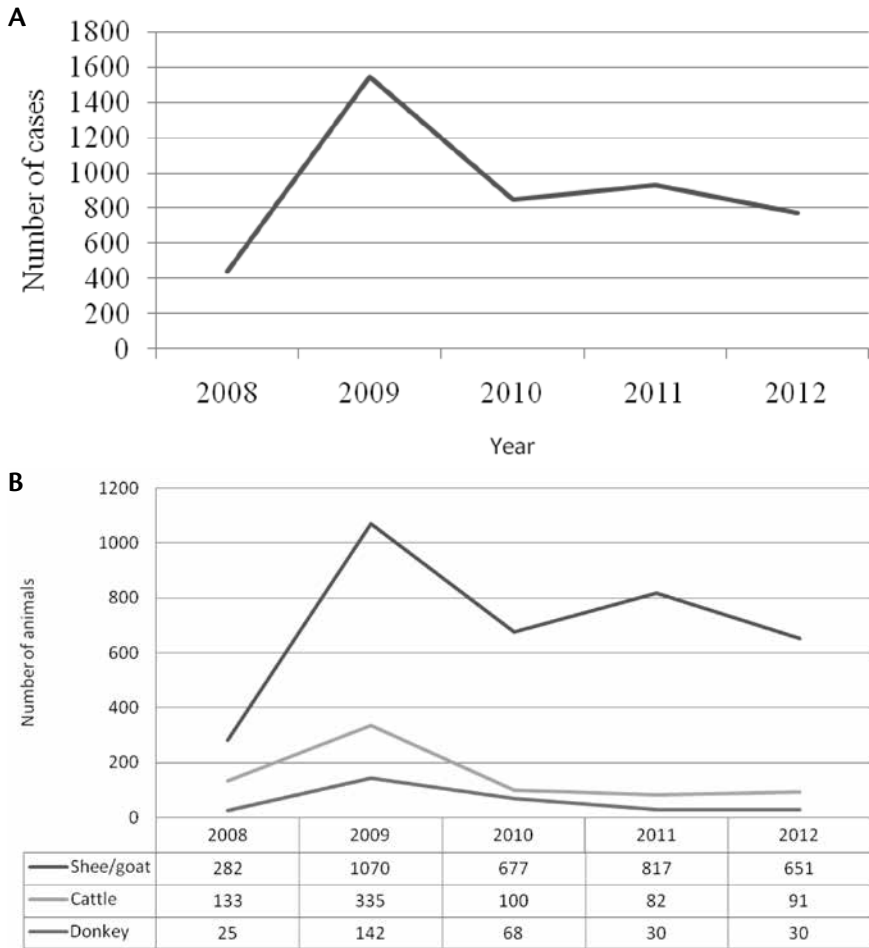 A
1800
1600
1400
1200
1000
800
600
400
200
0
Number of cases
2008 2009 2010 2011 2012
Year
B
1200
1000
800
600
400
200
0
Number of animals
2008 2009 2010 2011 2012
Shee/goat 282 1070 677 817 651
Cattle 133 335 100 82 91
Donkey 25 142 68 30 30